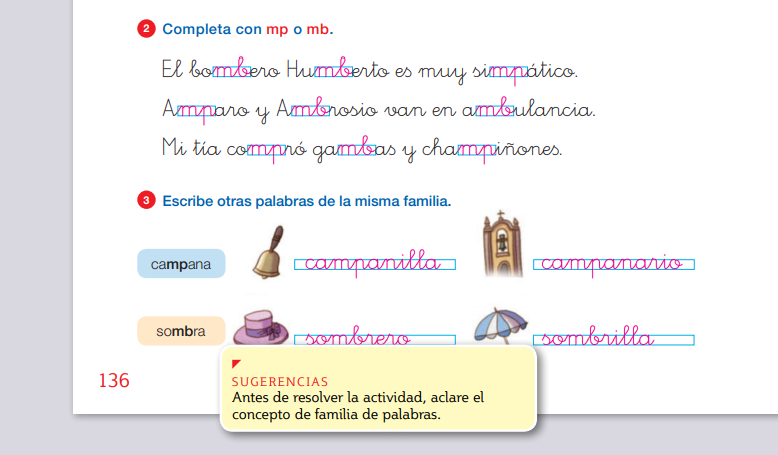 2 Completa con mp o mb.
El bombero Humberto es muy simpático.
Amparo y Ambrosio van en ambulancia.
Mi tía compró gambas y champiñones.
3 Escribe otras palabras de la misma familia.
campana campanilla campanario
sombra sombrero sombrilla
136
SUGERENCIAS
Antes de resolver la actividad, aclare el
concepto de familia de palabras.